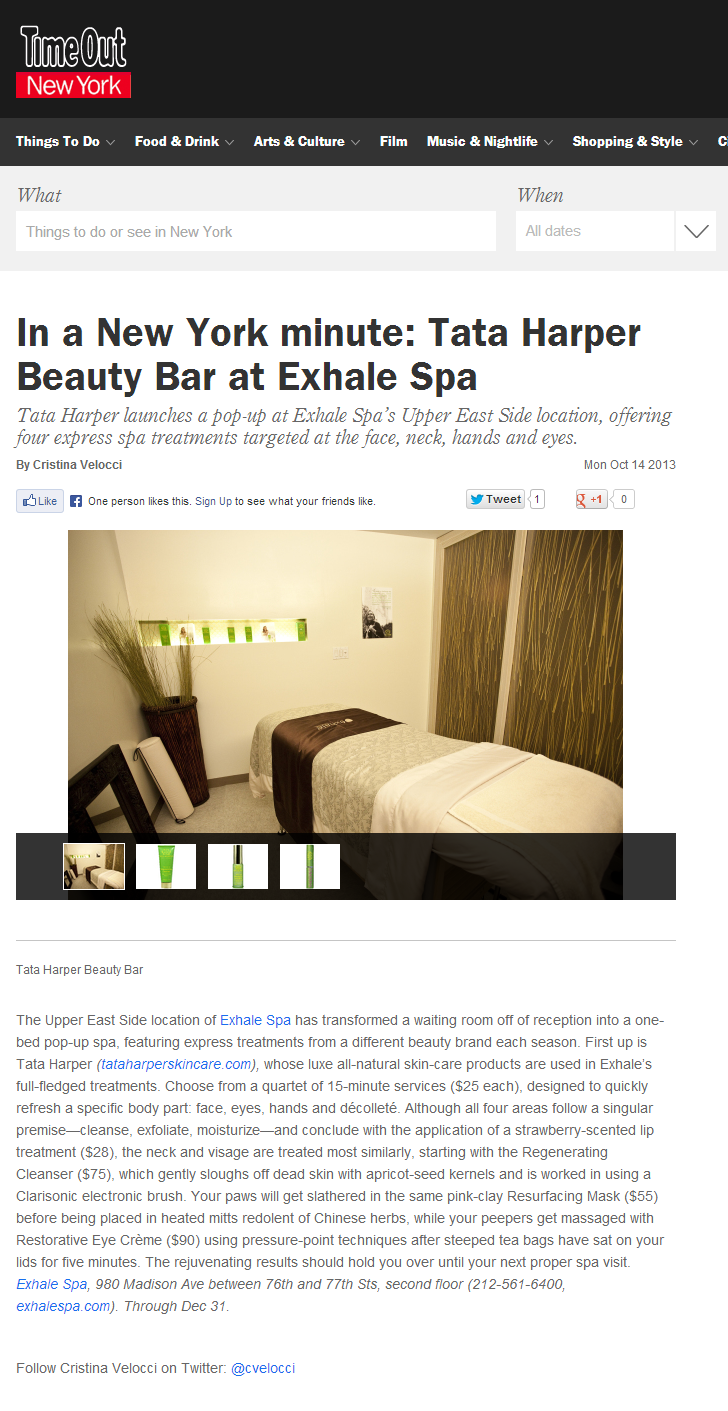 TimeOut
New York
Things To Do Food & Drink Arts & Culture Film Music & Nightlife Shopping & Style C
What When
Things to do or see in New York All dates
In a New York minute: Tata Harper
Beauty Bar at Exhale Spa
Tata Harper launches a pop-up at Exhale Spa's Upper East Side location, offering
four express spa treatments targeted at the face, neck, hands and eyes.
By Cristina Velocci Mon Oct 14 2013
Like One person likes this. Sign Up to see what your friends like. Tweet 1 +1 0
exhale
Tata Harper Beauty Bar
The Upper East Side location of Exhale Spa has transformed a waiting room off of reception into a one-
bed pop-up spa, featuring express treatments from a different beauty brand each season. First up is
Tata Harper (tataharperskincare.com), whose luxe all-natural skin-care products are used in Exhale's
full-fledged treatments. Choose from a quartet of 15-minute services ($25 each), designed to quickly
refresh a specific body part: face, eyes, hands and décolleté. Although all four areas follow a singular
premise—cleanse, exfoliate, moisturize—and conclude with the application of a strawberry-scented lip
treatment ($28), the neck and visage are treated most similarly, starting with the Regenerating
Cleanser ($75), which gently sloughs off dead skin with apricot-seed kernels and is worked in using a
Clarisonic electronic brush. Your paws will get slathered in the same pink-clay Resurfacing Mask ($55)
before being placed in heated mitts redolent of Chinese herbs, while your peepers get massaged with
Restorative Eye Crème ($90) using pressure-point techniques after steeped tea bags have sat on your
lids for five minutes. The rejuvenating results should hold you over until your next proper spa visit.
Exhale Spa, 980 Madison Ave between 76th and 77th Sts, second floor (212-561-6400,
exhalespa.com). Through Dec 31.
Follow Cristina Velocci on Twitter: @cvelocci